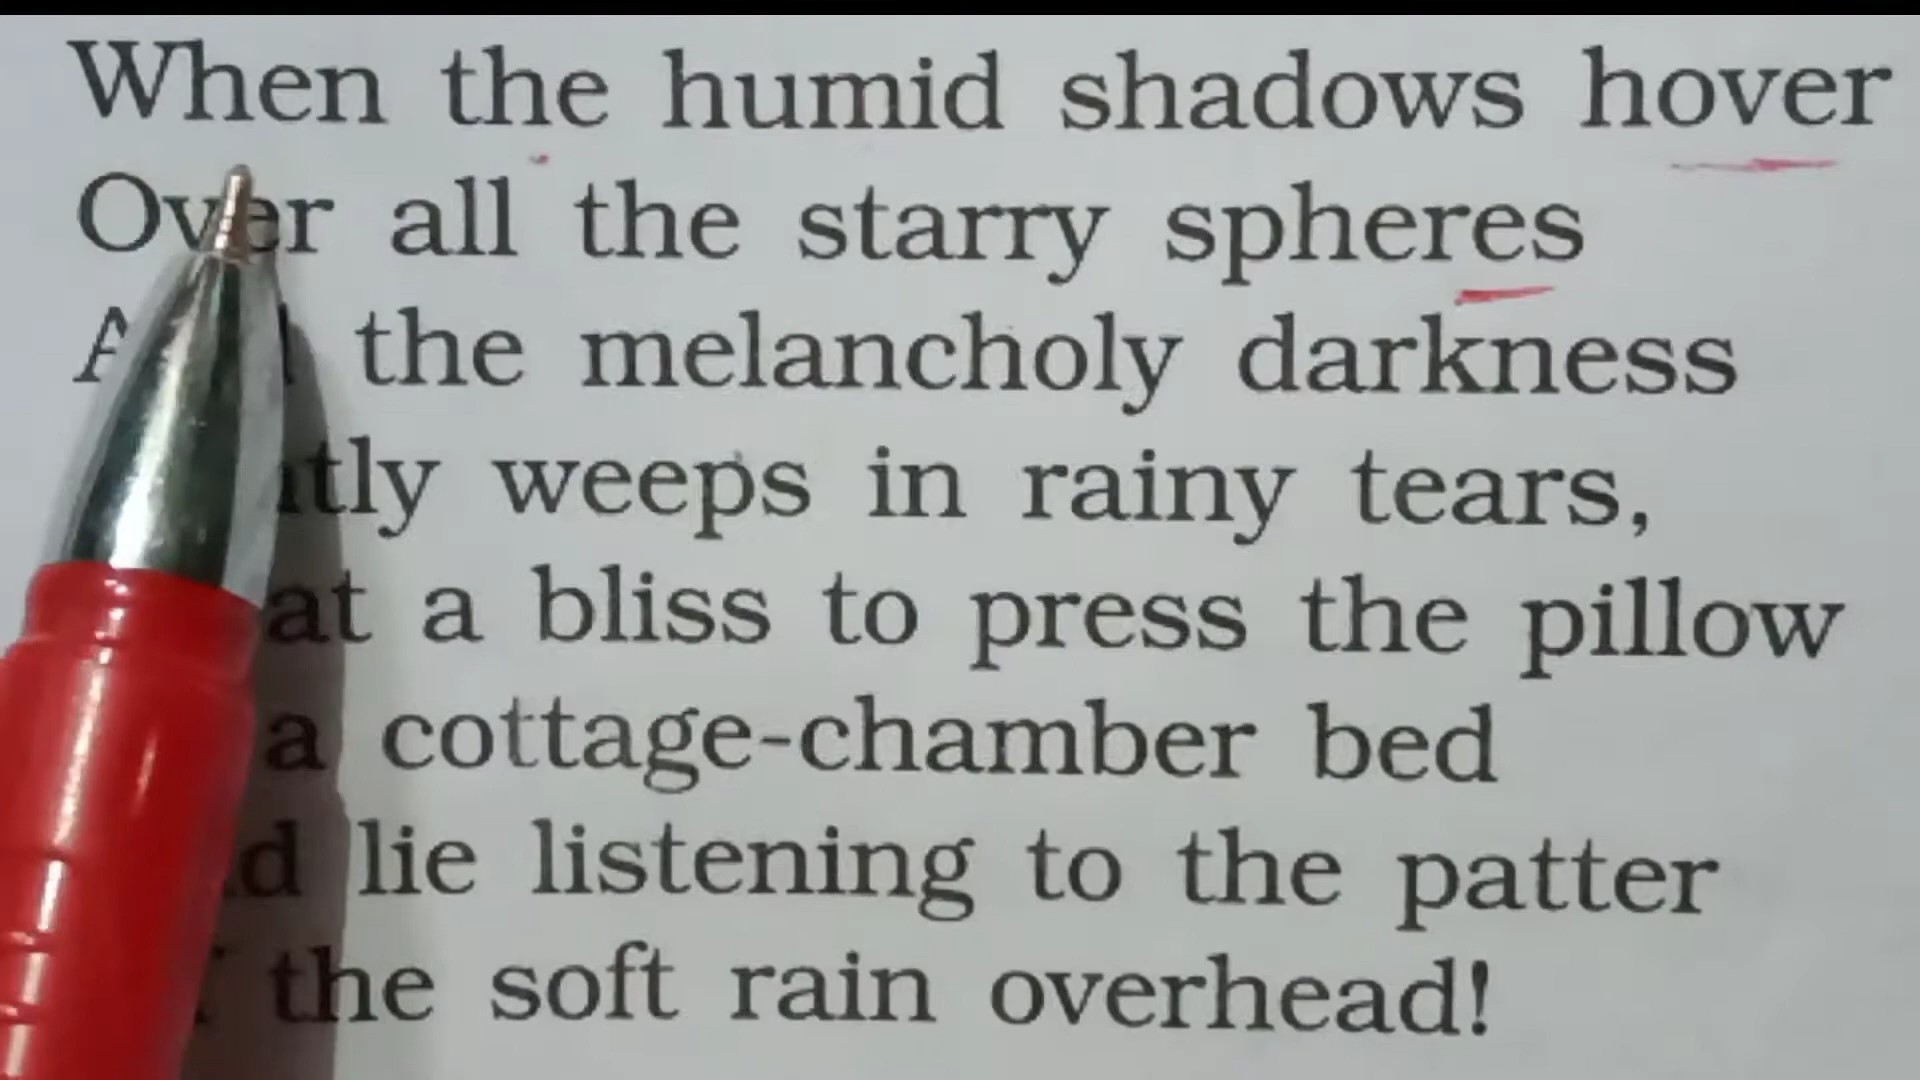 When the humid shadows hover
Over all the starry spheres
the melancholy darkness
weeps in rainy tears,
a bliss to press the pillow
a cottage-chamber bed
lie listening to the patter
the soft rain overhead!